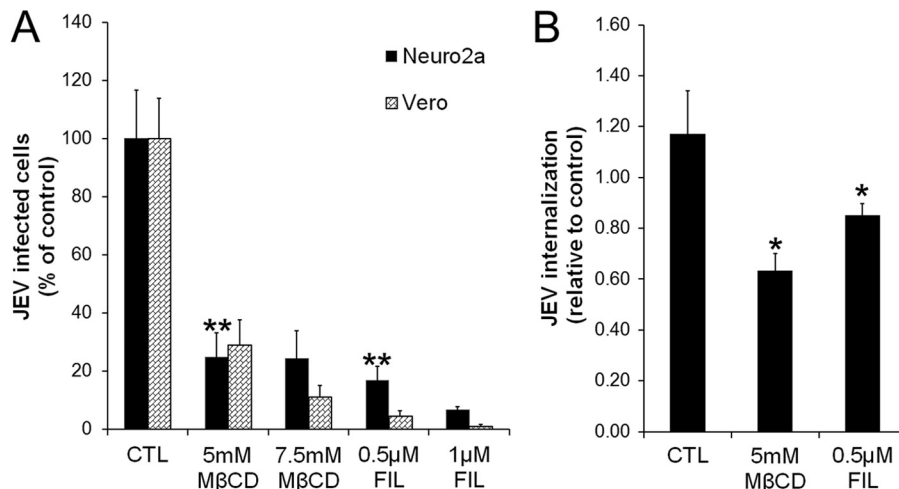 A
JEV infected cells
(% of control)
140
120
100
80
60
40
20
0
Neuro2a
Vero
**
**
CTL
5mM
MβCD
7.5mM
MβCD
0.5µM
FIL
1µM
FIL
B
JEV internalization
(relative to control)
1.60
1.40
1.20
1.00
0.80
0.60
0.40
0.20
0.00
*
*
CTL
5mM
MβCD
0.5µM
FIL